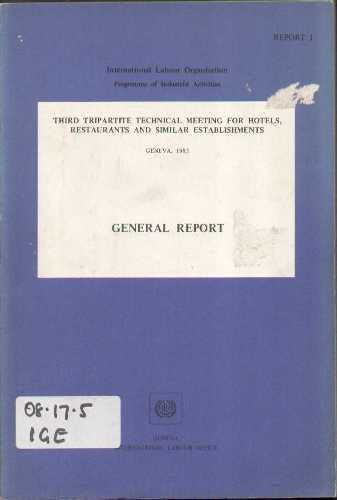 REPORT I
International Labour Organisation
Programme of Industrial Activities
THIRD TRIPARTITE TECHNICAL MEETING FOR HOTELS,
RESTAURANTS AND SIMILAR ESTABLISHMENTS
GENEVA, 1983
GENERAL REPORT
08.17.5
IGE
GENEVA
INTERNATIONAL LABOUR OFFICE